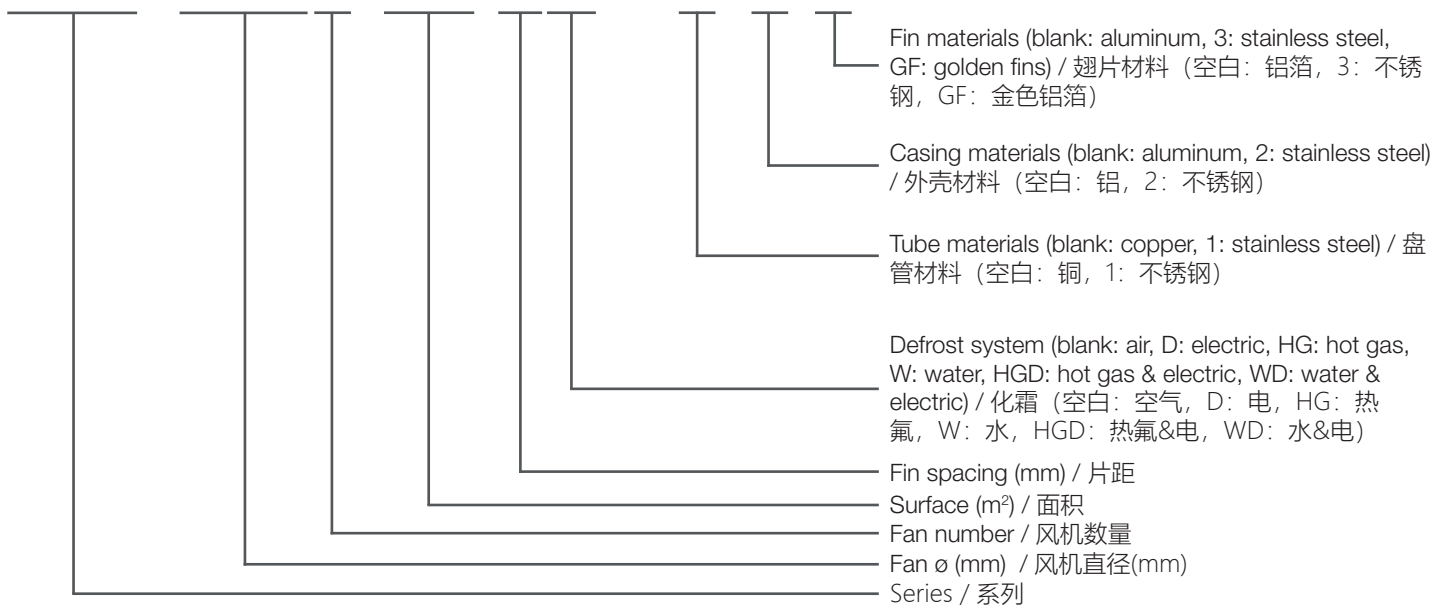 Fin materials (blank: aluminum, 3: stainless steel,
GF: golden fins) / 翅片材料（空白：铝箔，3：不锈
钢，GF：金色铝箔）
Casing materials (blank: aluminum, 2: stainless steel)
/ 外壳材料（空白：铝，2：不锈钢）
Tube materials (blank: copper, 1: stainless steel) / 盘
管材料（空白：铜，1：不锈钢）
Defrost system (blank: air, D: electric, HG: hot gas,
W: water, HGD: hot gas & electric, WD: water &
electric) / 化霜（空白：空气，D：电，HG：热
氟，W：水，HGD：热氟&电，WD：水&电）
Fin spacing (mm) / 片距
Surface (m²) / 面积
Fan number / 风机数量
Fan ø (mm) / 风机直径(mm)
Series / 系列